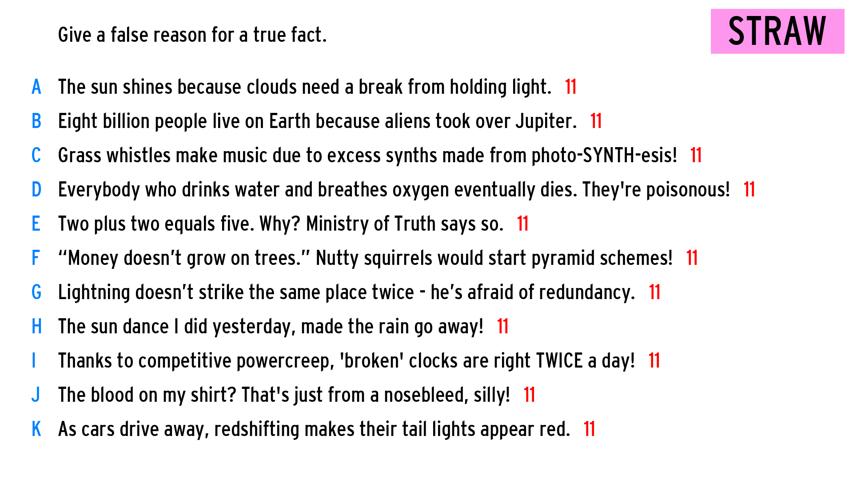 Give a false reason for a true fact.
STRAW
A The sun shines because clouds need a break from holding light. 11
B Eight billion people live on Earth because aliens took over Jupiter. 11
C Grass whistles make music due to excess synths made from photo-SYNTH-esis! 11
D Everybody who drinks water and breathes oxygen eventually dies. They're poisonous! 11
E Two plus two equals five. Why? Ministry of Truth says so. 11
F “Money doesn’t grow on trees.” Nutty squirrels would start pyramid schemes! 11
G Lightning doesn’t strike the same place twice - he’s afraid of redundancy. 11
H The sun dance I did yesterday, made the rain go away! 11
I Thanks to competitive powercreep, 'broken' clocks are right TWICE a day! 11
J The blood on my shirt? That's just from a nosebleed, silly! 11
K As cars drive away, redshifting makes their tail lights appear red. 11